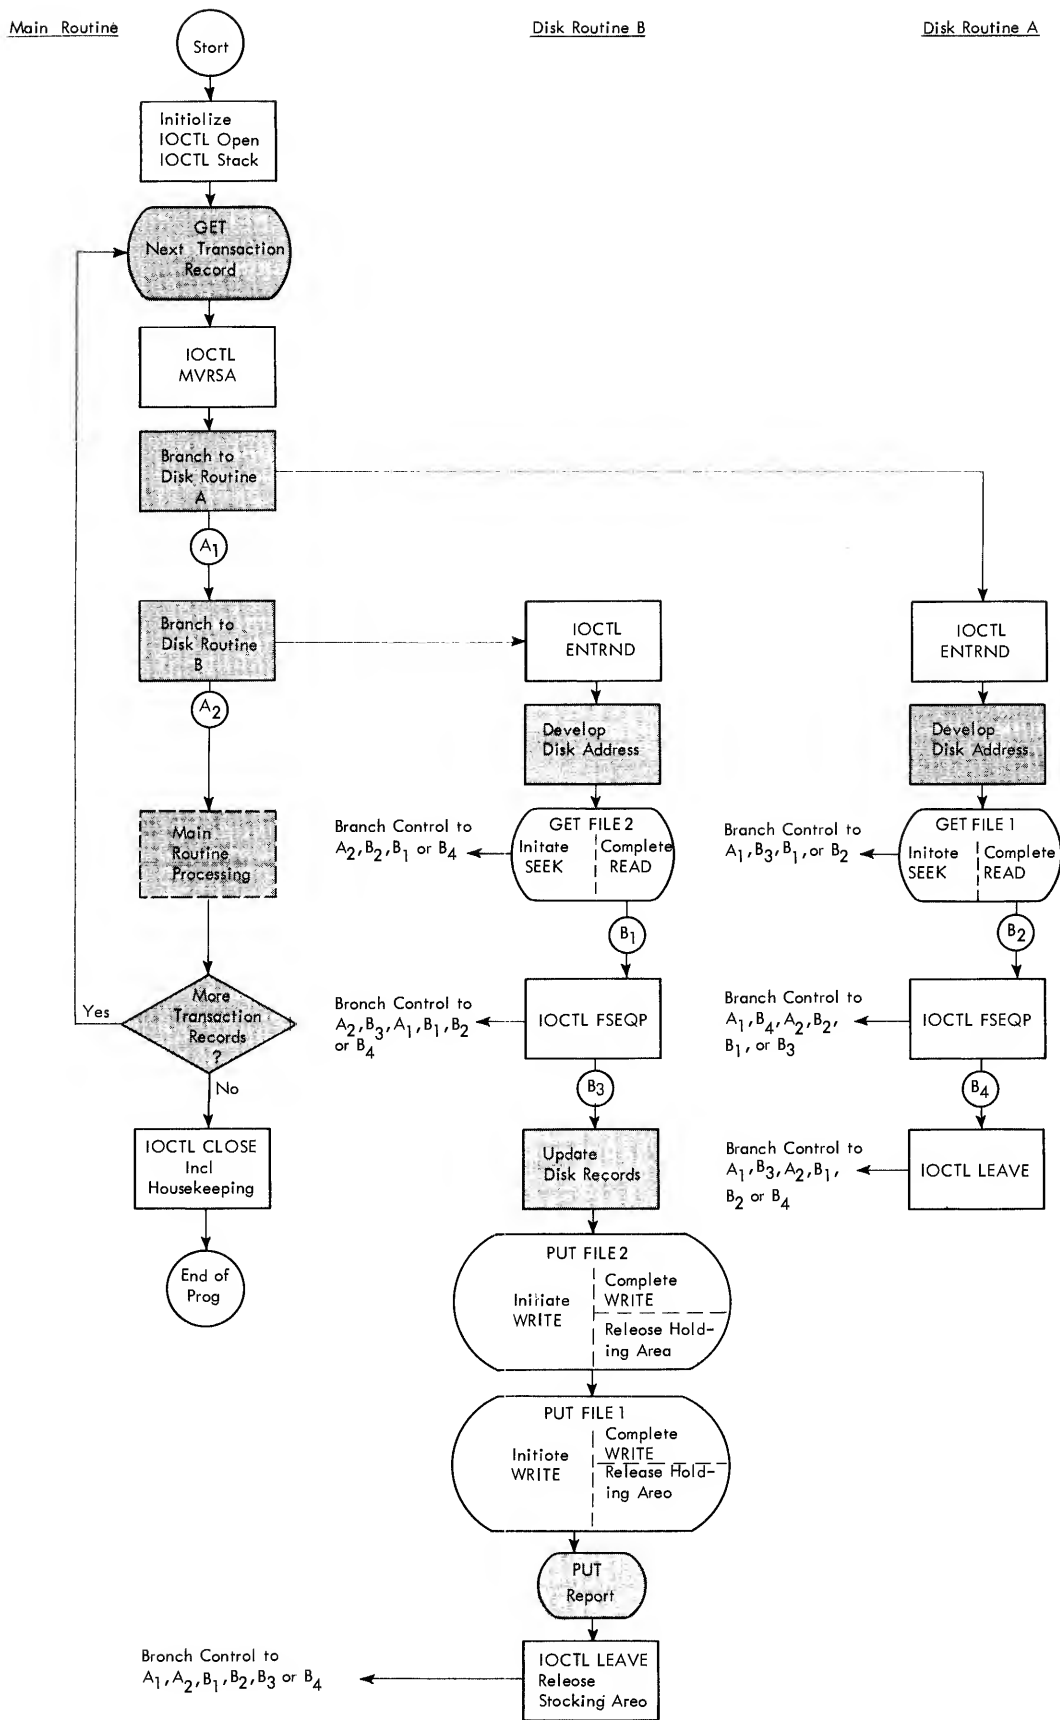 Main Routine
Disk Routine B
Disk Routine A
Start
Initiolize
IOCTL Open
IOCTL Stack
GET
Next Transaction
Record
IOCTL
MVRSA
Branch to
Disk Routine
A
A1
Branch to
Disk Routine
B
A2
Main
Routine
Processing
More
Transaction
Records
?
Yes
No
IOCTL CLOSE
Incl
Housekeeping
End of
Prog
IOCTL
ENTRND
Develop
Disk Address
GET FILE 2
Initate
SEEK
Complete
READ
Branch Control to
A2, B2, B1 or B4
B1
IOCTL FSEQP
Bronch Control to
A2, B3, A1, B1, B2
or B4
B3
Update
Disk Records
PUT FILE 2
Initiate
WRITE
Complete
WRITE
Releose Hold-
ing Area
PUT FILE 1
Initiote
WRITE
Complete
WRITE
Release Hold-
ing Areo
PUT
Report
IOCTL LEAVE
Releose
Stocking Areo
Bronch Control to
A1, A2, B1, B2, B3 or B4
IOCTL
ENTRND
Develop
Disk Address
GET FILE 1
Initote
SEEK
Complete
READ
Branch Control to
A1, B3, B1, or B2
B2
IOCTL FSEQP
Branch Control to
A1, B4, A2, B2,
B1, or B3
B4
IOCTL LEAVE
Branch Control to
A1, B3, A2, B1,
B2 or B4